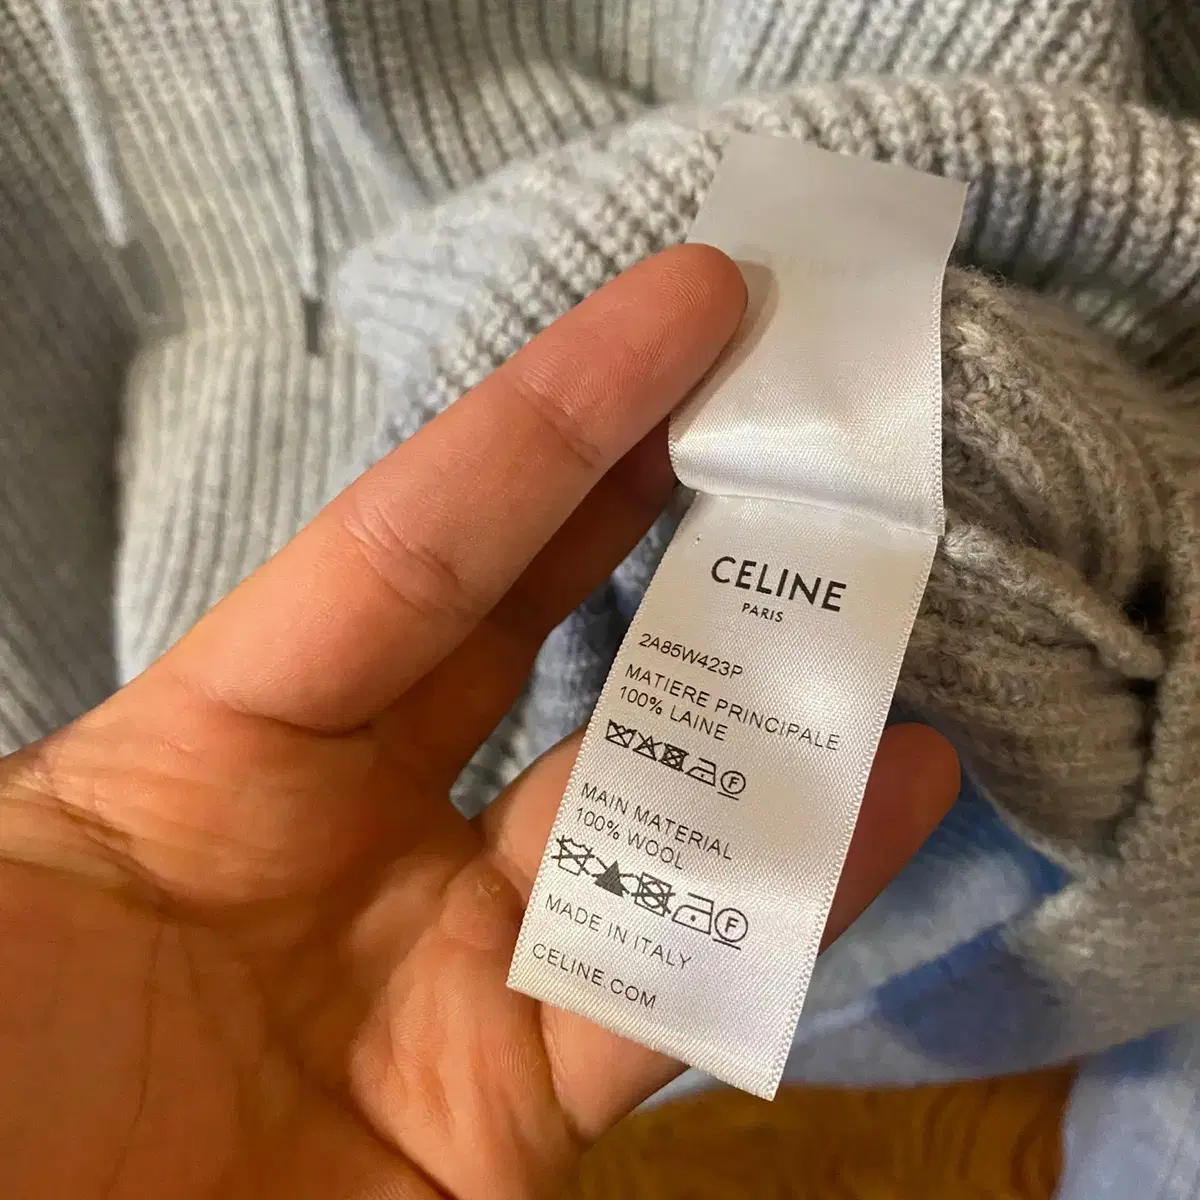 CELINE
PARIS
2A85W423P
MATIERE PRINCIPALE
100% LAINE
F
MAIN MATERIAL
100% WOOL
F
MADE IN ITALY
CELINE.COM